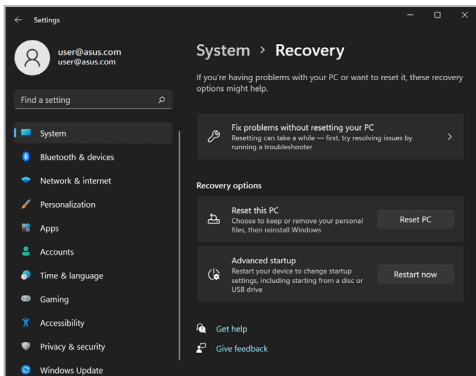 Settings
user@asus.com
user@asus.com
Find a setting
System
Bluetooth & devices
Network & internet
Personalization
Apps
Accounts
Time & language
Gaming
Accessibility
Privacy & security
Windows Update
System > Recovery
If you're having problems with your PC or want to reset it, these recovery
options might help.
Fix problems without resetting your PC
Resetting can take a while — first, try resolving issues by
running a troubleshooter
Recovery options
Reset this PC
Choose to keep or remove your personal
files, then reinstall Windows
Reset PC
Advanced startup
Restart your device to change startup
settings, including starting from a disc or
USB drive
Restart now
Get help
Give feedback